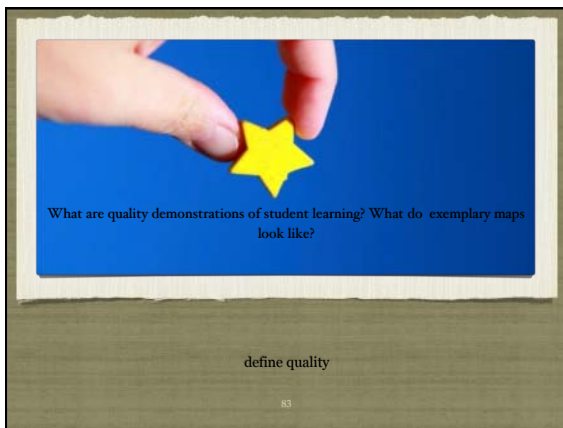 What are quality demonstrations of student learning? What do exemplary maps
look like?
define quality
83